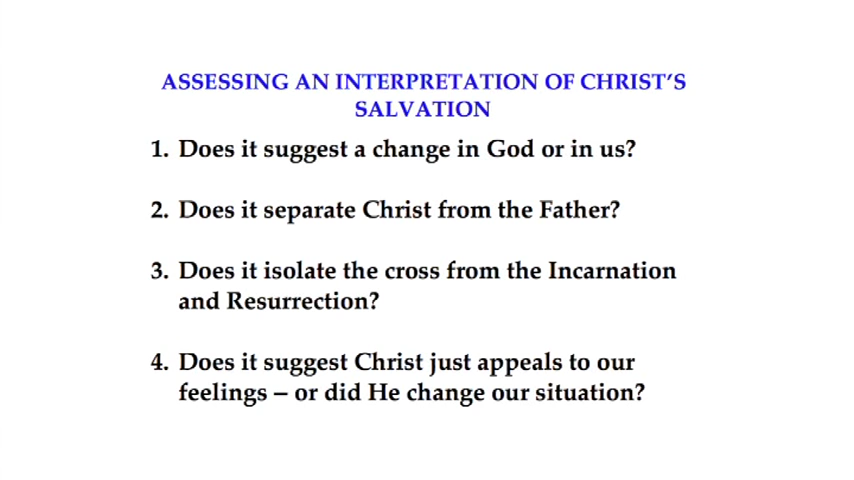 ASSESSING AN INTERPRETATION OF CHRIST'S
SALVATION
1. Does it suggest a change in God or in us?
2. Does it separate Christ from the Father?
3. Does it isolate the cross from the Incarnation
and Resurrection?
4. Does it suggest Christ just appeals to our
feelings – or did He change our situation?